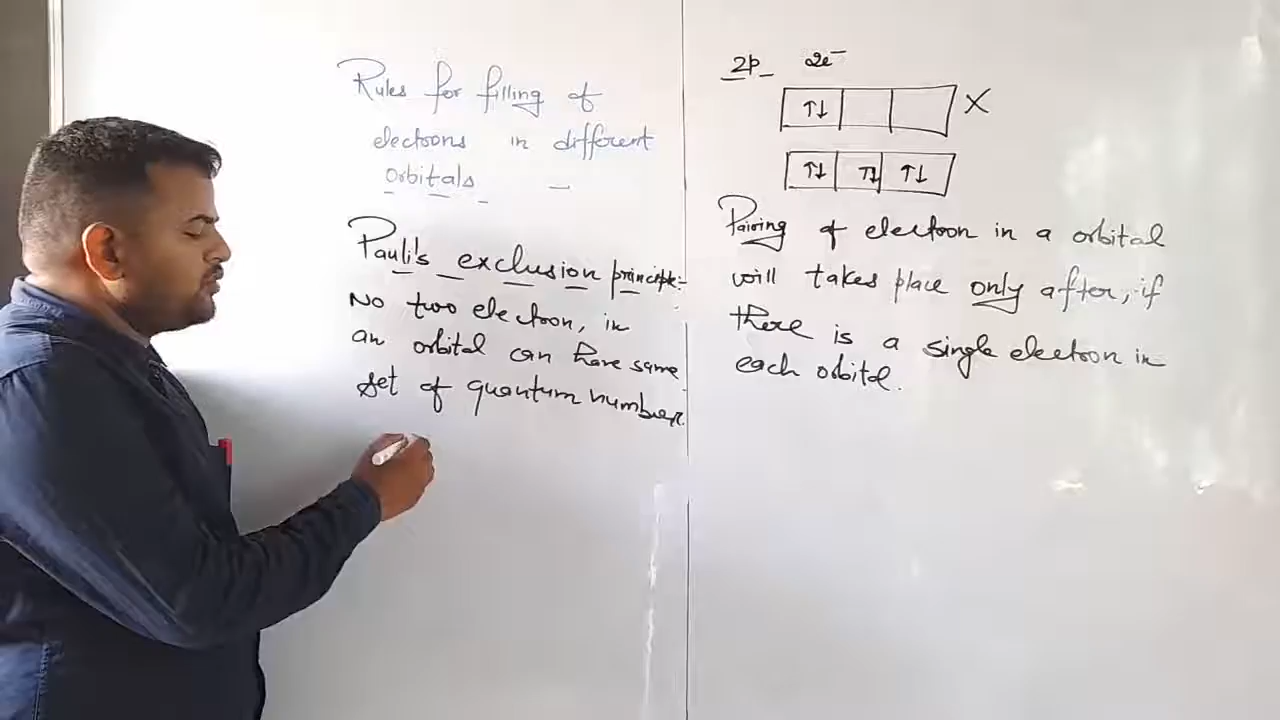 Rules for filling of
electrons in different
orbitals
Pauli's exclusion principle:-
No two electron, in
an orbital can have same
set of quantum number.
2p 2e⁻
↑↓ X
↑↓ ↑↓ ↑↓
Pairing of electron in a orbital
will takes place only after, if
there is a single electron in
each orbital.